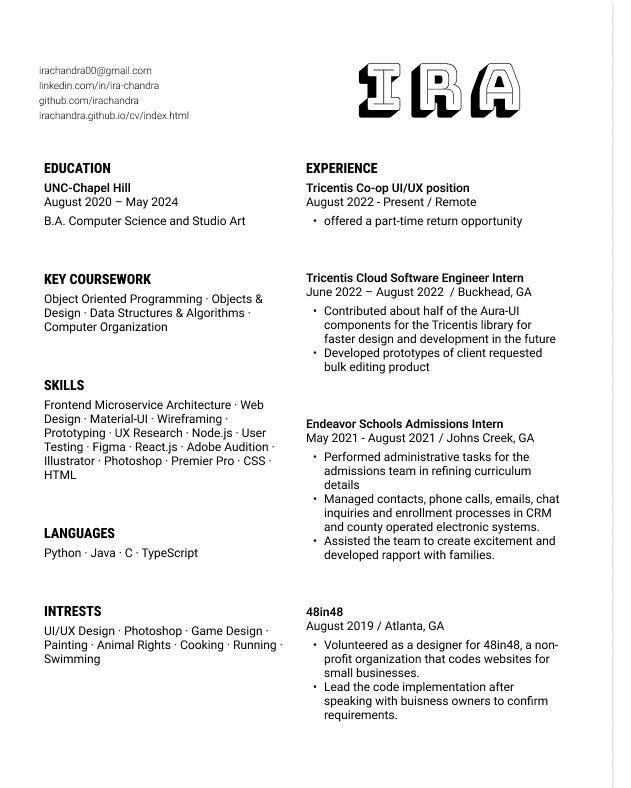 irachandra00@gmail.com
linkedin.com/in/ira-chandra
github.com/irachandra
irachandra.github.io/cv/index.html
IRA
EDUCATION
UNC-Chapel Hill
August 2020 – May 2024
B.A. Computer Science and Studio Art
KEY COURSEWORK
Object Oriented Programming · Objects &
Design · Data Structures & Algorithms ·
Computer Organization
SKILLS
Frontend Microservice Architecture · Web
Design · Material-UI · Wireframing ·
Prototyping · UX Research · Node.js · User
Testing · Figma · React.js · Adobe Audition ·
Illustrator · Photoshop · Premier Pro · CSS ·
HTML
LANGUAGES
Python · Java · C · TypeScript
INTRESTS
UI/UX Design · Photoshop · Game Design ·
Painting · Animal Rights · Cooking · Running ·
Swimming
EXPERIENCE
Tricentis Co-op UI/UX position
August 2022 - Present / Remote
• offered a part-time return opportunity
Tricentis Cloud Software Engineer Intern
June 2022 – August 2022 / Buckhead, GA
• Contributed about half of the Aura-UI
components for the Tricentis library for
faster design and development in the future
• Developed prototypes of client requested
bulk editing product
Endeavor Schools Admissions Intern
May 2021 - August 2021 / Johns Creek, GA
• Performed administrative tasks for the
admissions team in refining curriculum
details
• Managed contacts, phone calls, emails, chat
inquiries and enrollment processes in CRM
and county operated electronic systems.
• Assisted the team to create excitement and
developed rapport with families.
48in48
August 2019 / Atlanta, GA
• Volunteered as a designer for 48in48, a non-
profit organization that codes websites for
small businesses.
• Lead the code implementation after
speaking with buisness owners to confirm
requirements.